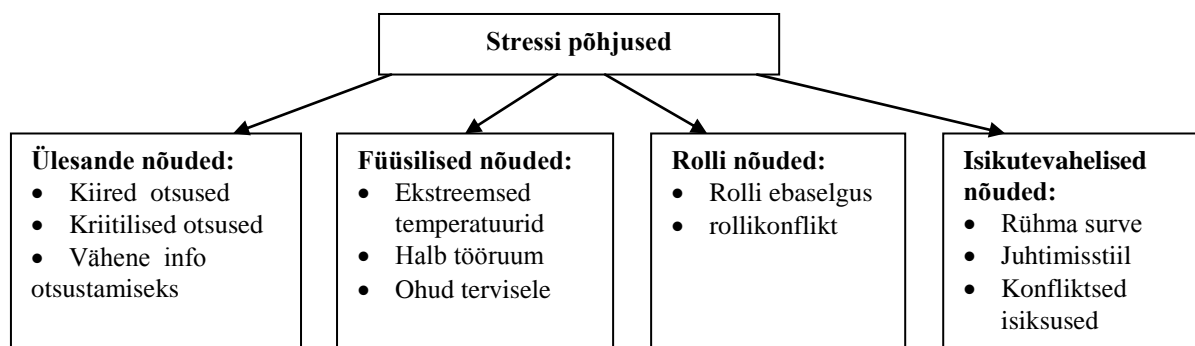 Stressi põhjused
Ülesande nõuded:
• Kiired otsused
• Kriitilised otsused
• Vähene info
otsustamiseks
Füüsilised nõuded:
• Ekstreemsed
temperatuurid
• Halb tööruum
• Ohud tervisele
Rolli nõuded:
• Rolli ebaselgus
• rollikonflikt
Isikutevahelised
nõuded:
• Rühma surve
• Juhtimisstiil
• Konfliktsed
isiksused